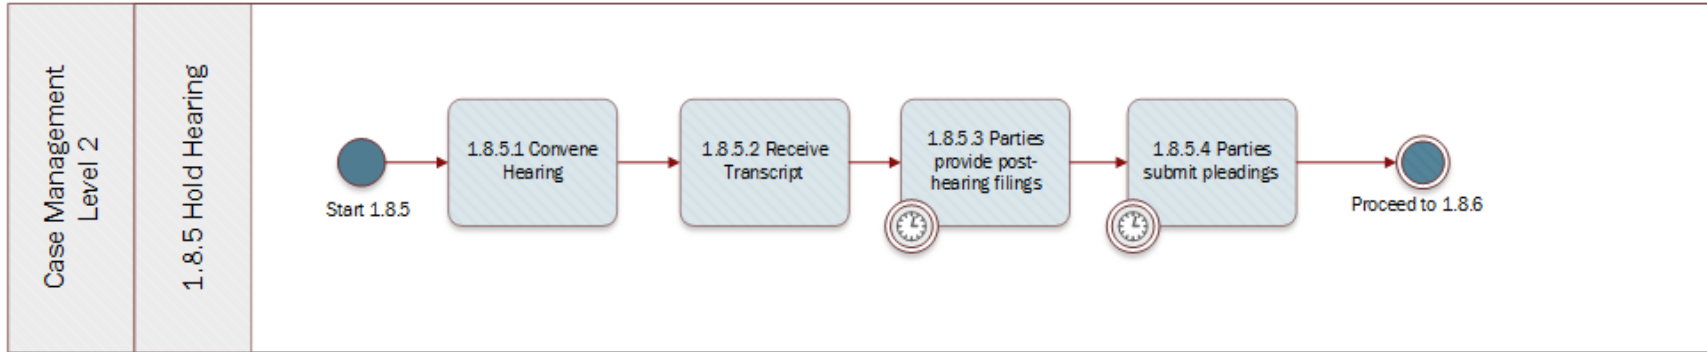 Case Management
Level 2
1.8.5 Hold Hearing
Start 1.8.5
1.8.5.1 Convene
Hearing
1.8.5.2 Receive
Transcript
1.8.5.3 Parties
provide post-
hearing filings
1.8.5.4 Parties
submit pleadings
Proceed to 1.8.6